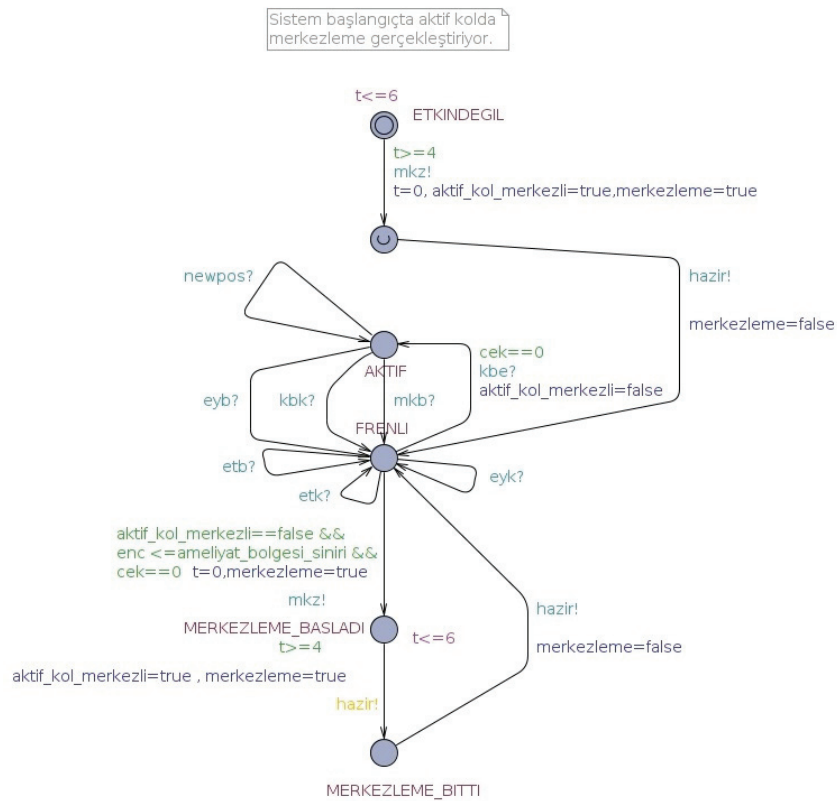 Sistem başlangıçta aktif kolda
merkezleme gerçekleştiriyor.
t<=6
ETKINDEGIL
t>=4
mkz!
t=0, aktif_kol_merkezli=true,merkezleme=true
newpos?
hazir!
merkezleme=false
cek==0
kbe?
aktif_kol_merkezli=false
AKTIF
eyb?
kbk?
mkb?
FRENLI
etb?
etk?
eyk?
aktif_kol_merkezli==false &&
enc <=ameliyat_bolgesi_siniri &&
cek==0 t=0,merkezleme=true
mkz!
hazir!
MERKEZLEME_BASLADI
t<=6
merkezleme=false
t>=4
aktif_kol_merkezli=true , merkezleme=true
hazir!
MERKEZLEME_BITTI